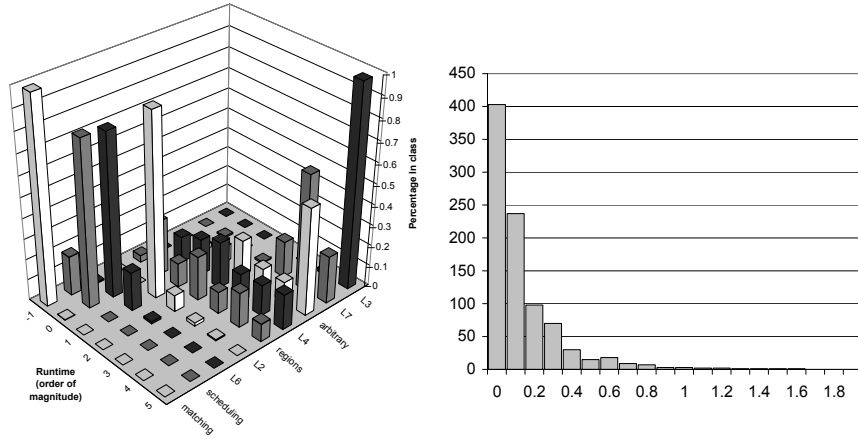 1
0.9
0.8
0.7
0.6
0.5
0.4
0.3
0.2
0.1
0
Percentage In class
-1
0
1
2
3
4
5
Runtime
(order of
magnitude)
matching
scheduling
L6
L2
regions
L4
arbitrary
L7
L3
450
400
350
300
250
200
150
100
50
0
0 0.2 0.4 0.6 0.8 1 1.2 1.4 1.6 1.8